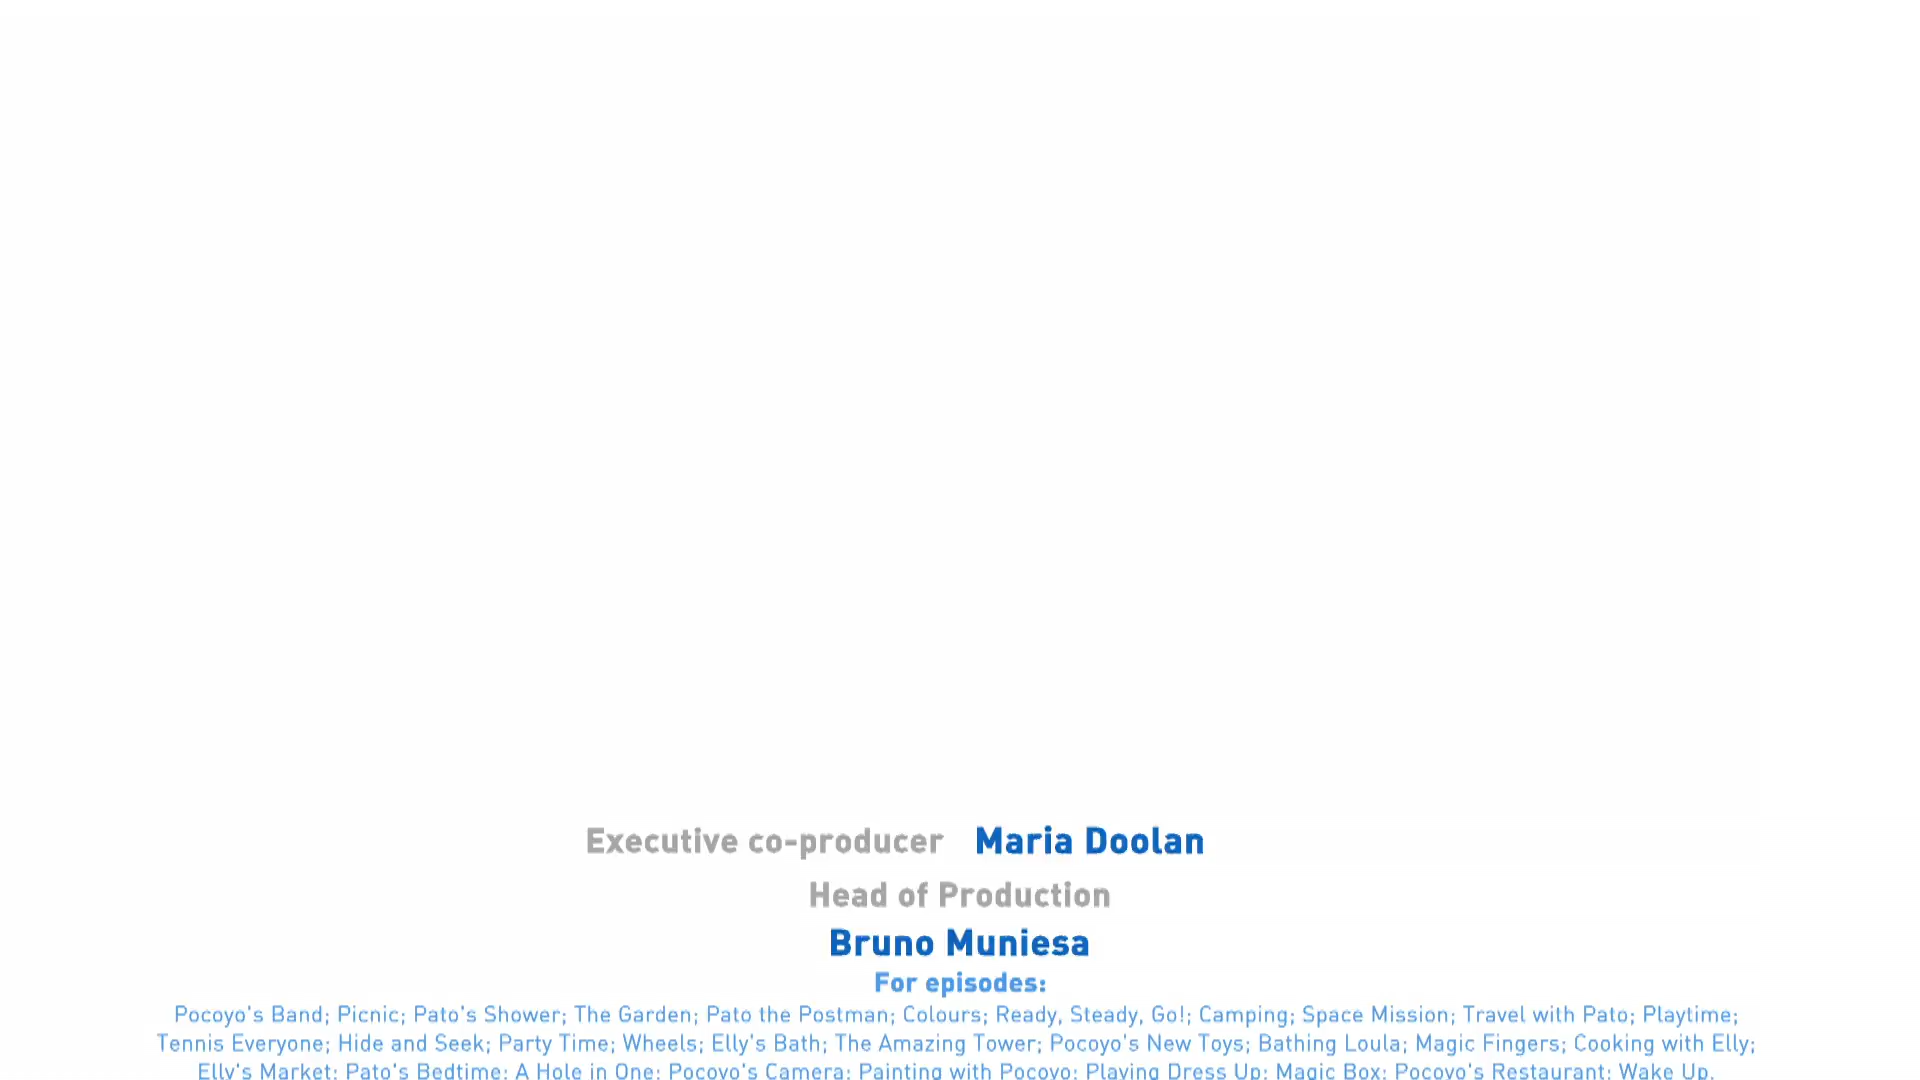 Executive co-producer Maria Doolan
Head of Production
Bruno Muniesa
For episodes:
Pocoyo's Band; Picnic; Pato's Shower; The Garden; Pato the Postman; Colours; Ready, Steady, Go!; Camping; Space Mission; Travel with Pato; Playtime;
Tennis Everyone; Hide and Seek; Party Time; Wheels; Elly's Bath; The Amazing Tower; Pocoyo's New Toys; Bathing Loula; Magic Fingers; Cooking with Elly;
Elly's Market; Pato's Bedtime; A Hole in One; Pocoyo's Camera; Painting with Pocoyo; Playing Dress Up; Magic Box; Pocoyo's Restaurant; Wake Up.